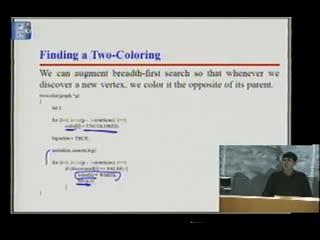 Finding a Two-Coloring
We can augment breadth-first search so that whenever we
discover a new vertex, we color it the opposite of its parent.
twocolor(graph *g)
{
int i;
for (i=1; i<=(g->nvertices); i++)
color[i] = UNCOLORED;
bipartite = TRUE;
initialize_search(g);
for (i=1; i<=(g->nvertices); i++)
if (discovered[i] == FALSE) {
color[i] = WHITE;